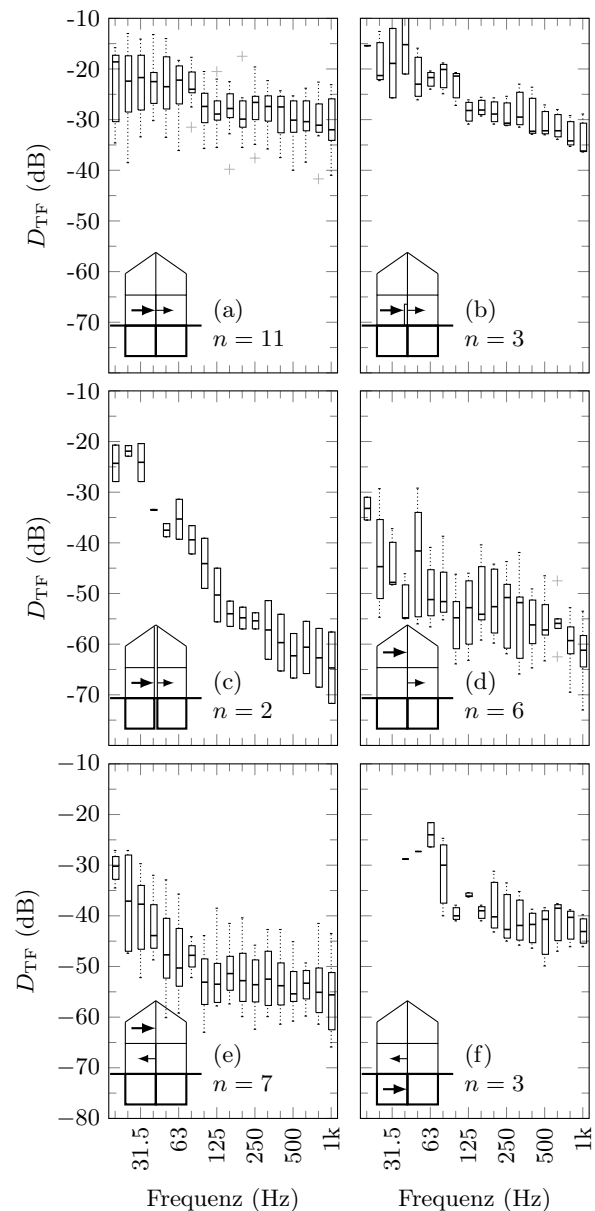 -10
-20
-30
-40
-50
-60
-70
D_TF (dB)
(a)
n = 11
(b)
n = 3
-10
-20
-30
-40
-50
-60
-70
D_TF (dB)
(c)
n = 2
(d)
n = 6
−10
−20
−30
−40
−50
−60
−70
−80
D_TF (dB)
(e)
n = 7
(f)
n = 3
31.5
63
125
250
500
1k
31.5
63
125
250
500
1k
Frequenz (Hz)
Frequenz (Hz)